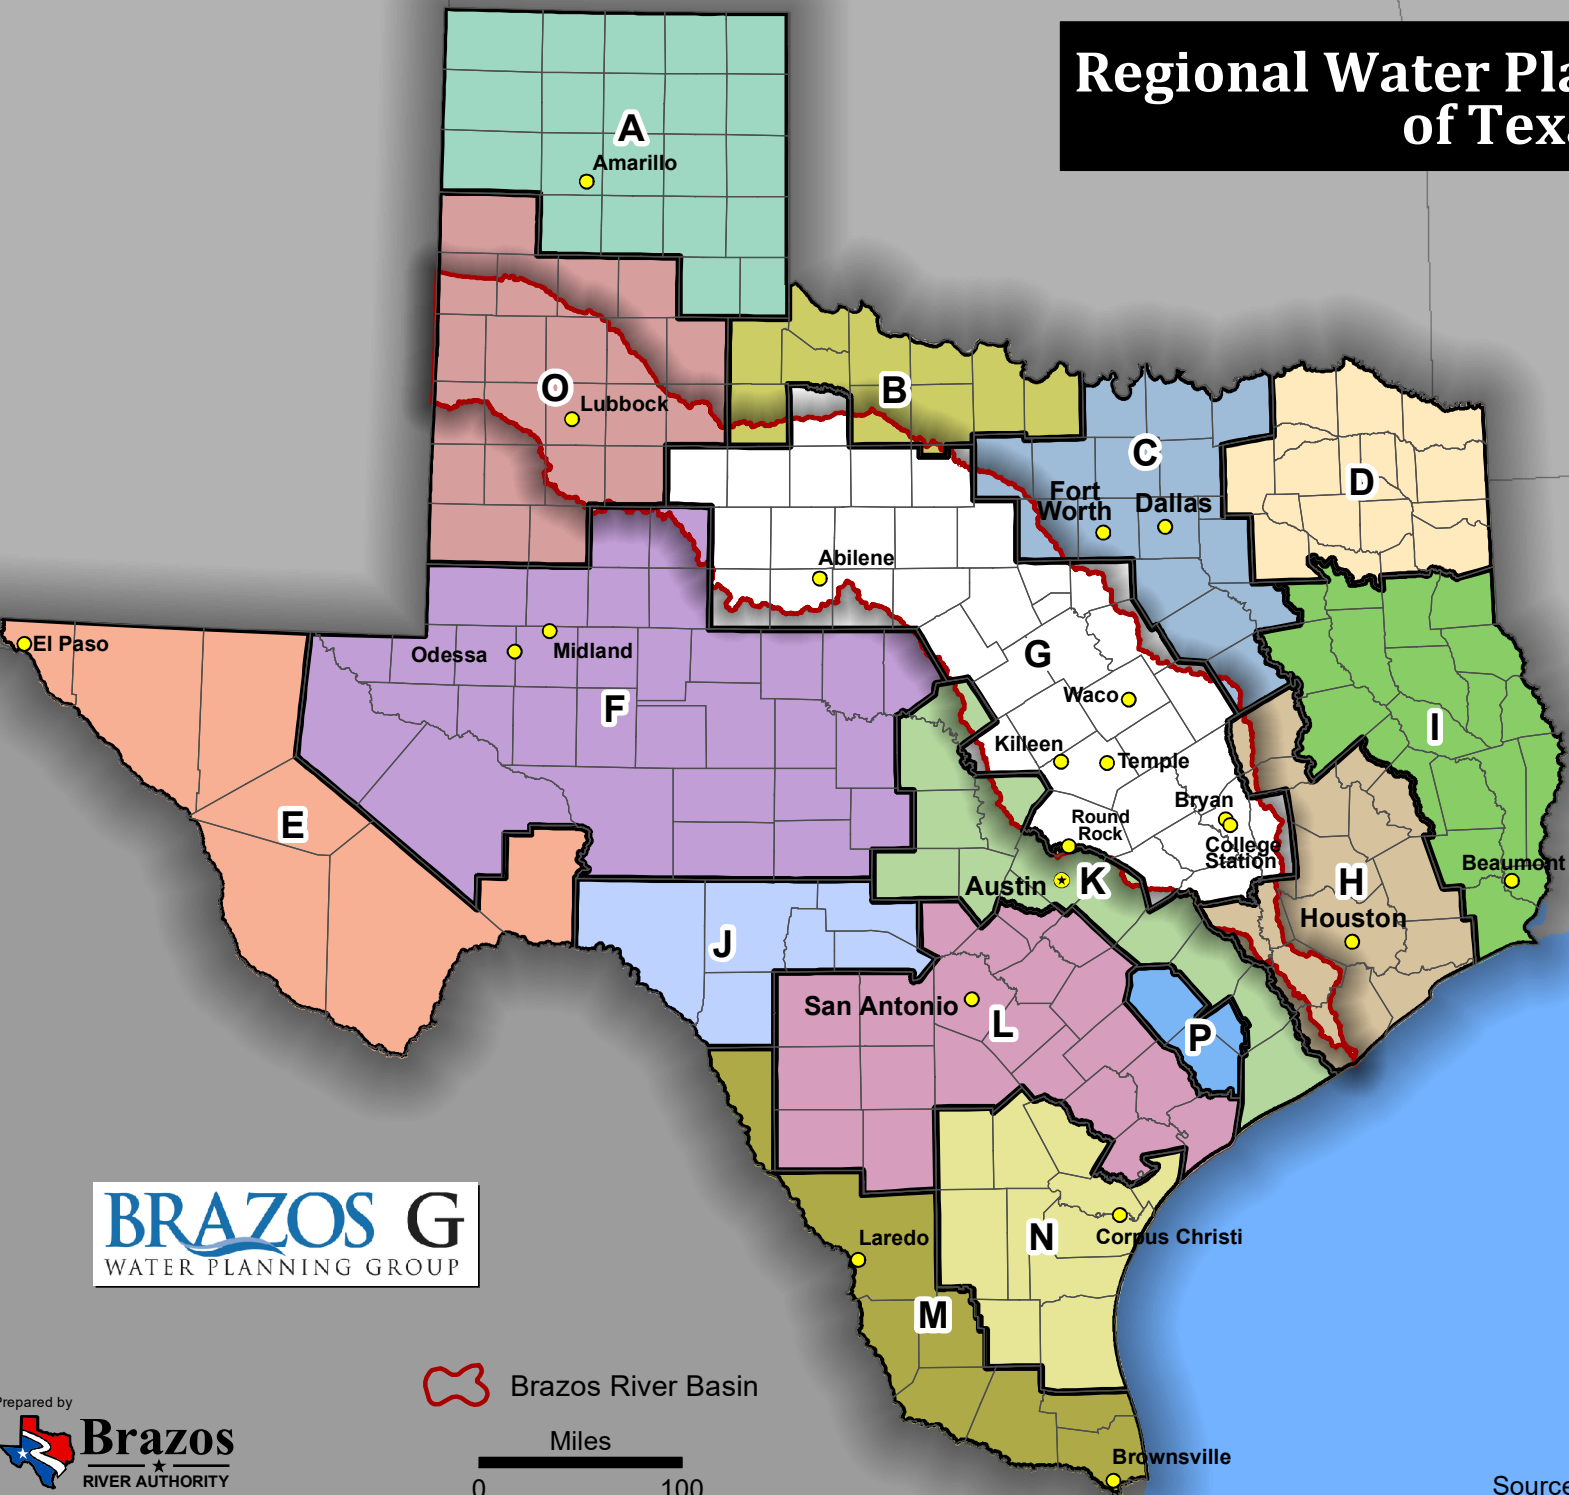 Regional Water Pla
of Tex
A
Amarillo
O
Lubbock
B
C
Fort
Worth
Dallas
D
Abilene
El Paso
Odessa
Midland
F
G
Waco
Killeen
Temple
I
Bryan
Round
Rock
College
Station
E
Austin
K
H
Houston
Beaumont
J
San Antonio
L
P
BRAZOS G
WATER PLANNING GROUP
Laredo
N
Corpus Christi
M
Brazos River Basin
Prepared by
Brazos
RIVER AUTHORITY
Miles
0 100
Brownsville
Source